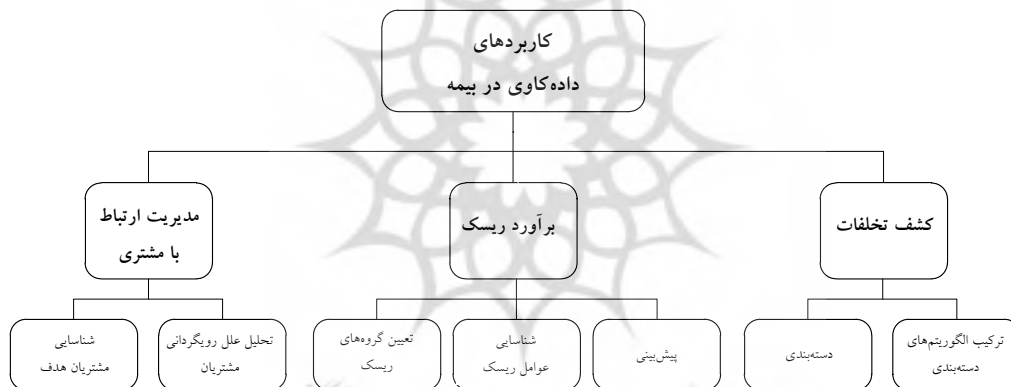 کاربردهای
داده‌کاوی در بیمه
کشف تخلفات
برآورد ریسک
مدیریت ارتباط
با مشتری
ترکیب الگوریتم‌های
دسته‌بندی
دسته‌بندی
پیش‌بینی
شناسایی
عوامل ریسک
تعیین گروه‌های
ریسک
تحلیل علل رویگردانی
مشتریان
شناسایی
مشتریان هدف